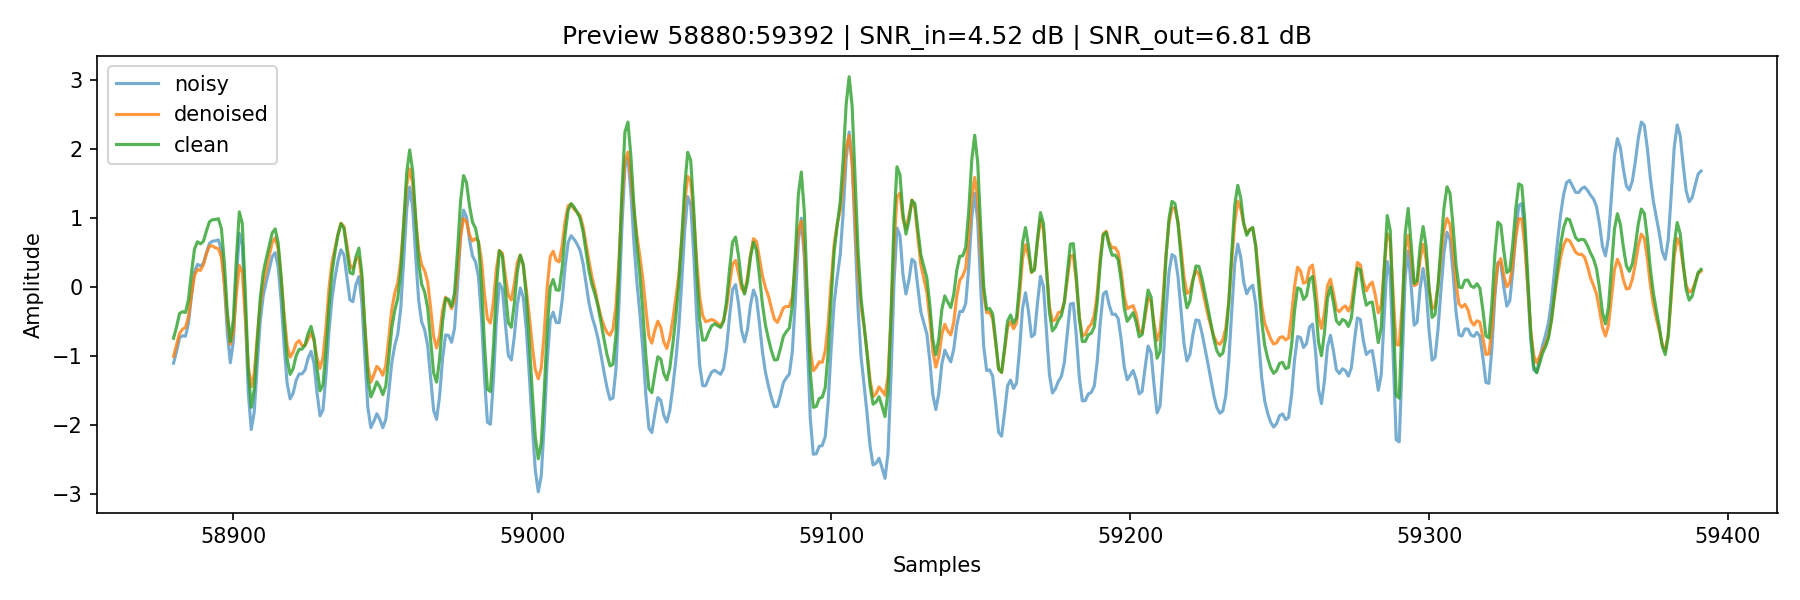 Preview 58880:59392 | SNR_in=4.52 dB | SNR_out=6.81 dB
noisy
denoised
clean
Amplitude
3
2
1
0
−1
−2
−3
58900 59000 59100 59200 59300 59400
Samples